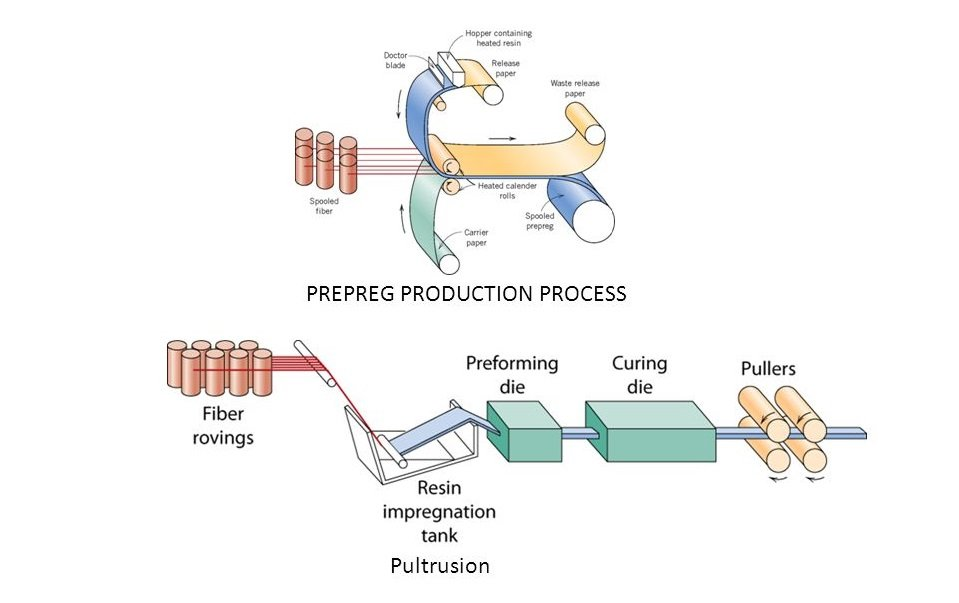 Hopper containing
heated resin
Doctor
blade
Release
paper
Waste release
paper
Spooled
fiber
Heated calender
rolls
Spooled
prepreg
Carrier
paper
PREPREG PRODUCTION PROCESS
Preforming
die
Curing
die
Pullers
Fiber
rovings
Resin
impregnation
tank
Pultrusion